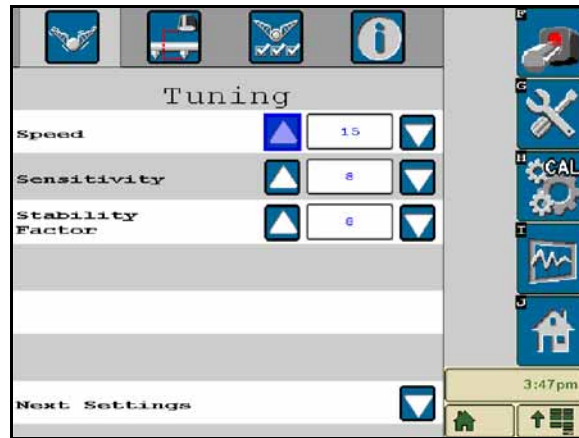 F
Tuning
G
Speed
15
H
CAL
Sensitivity
8
Stability
Factor
6
I
J
3:47pm
Next Settings